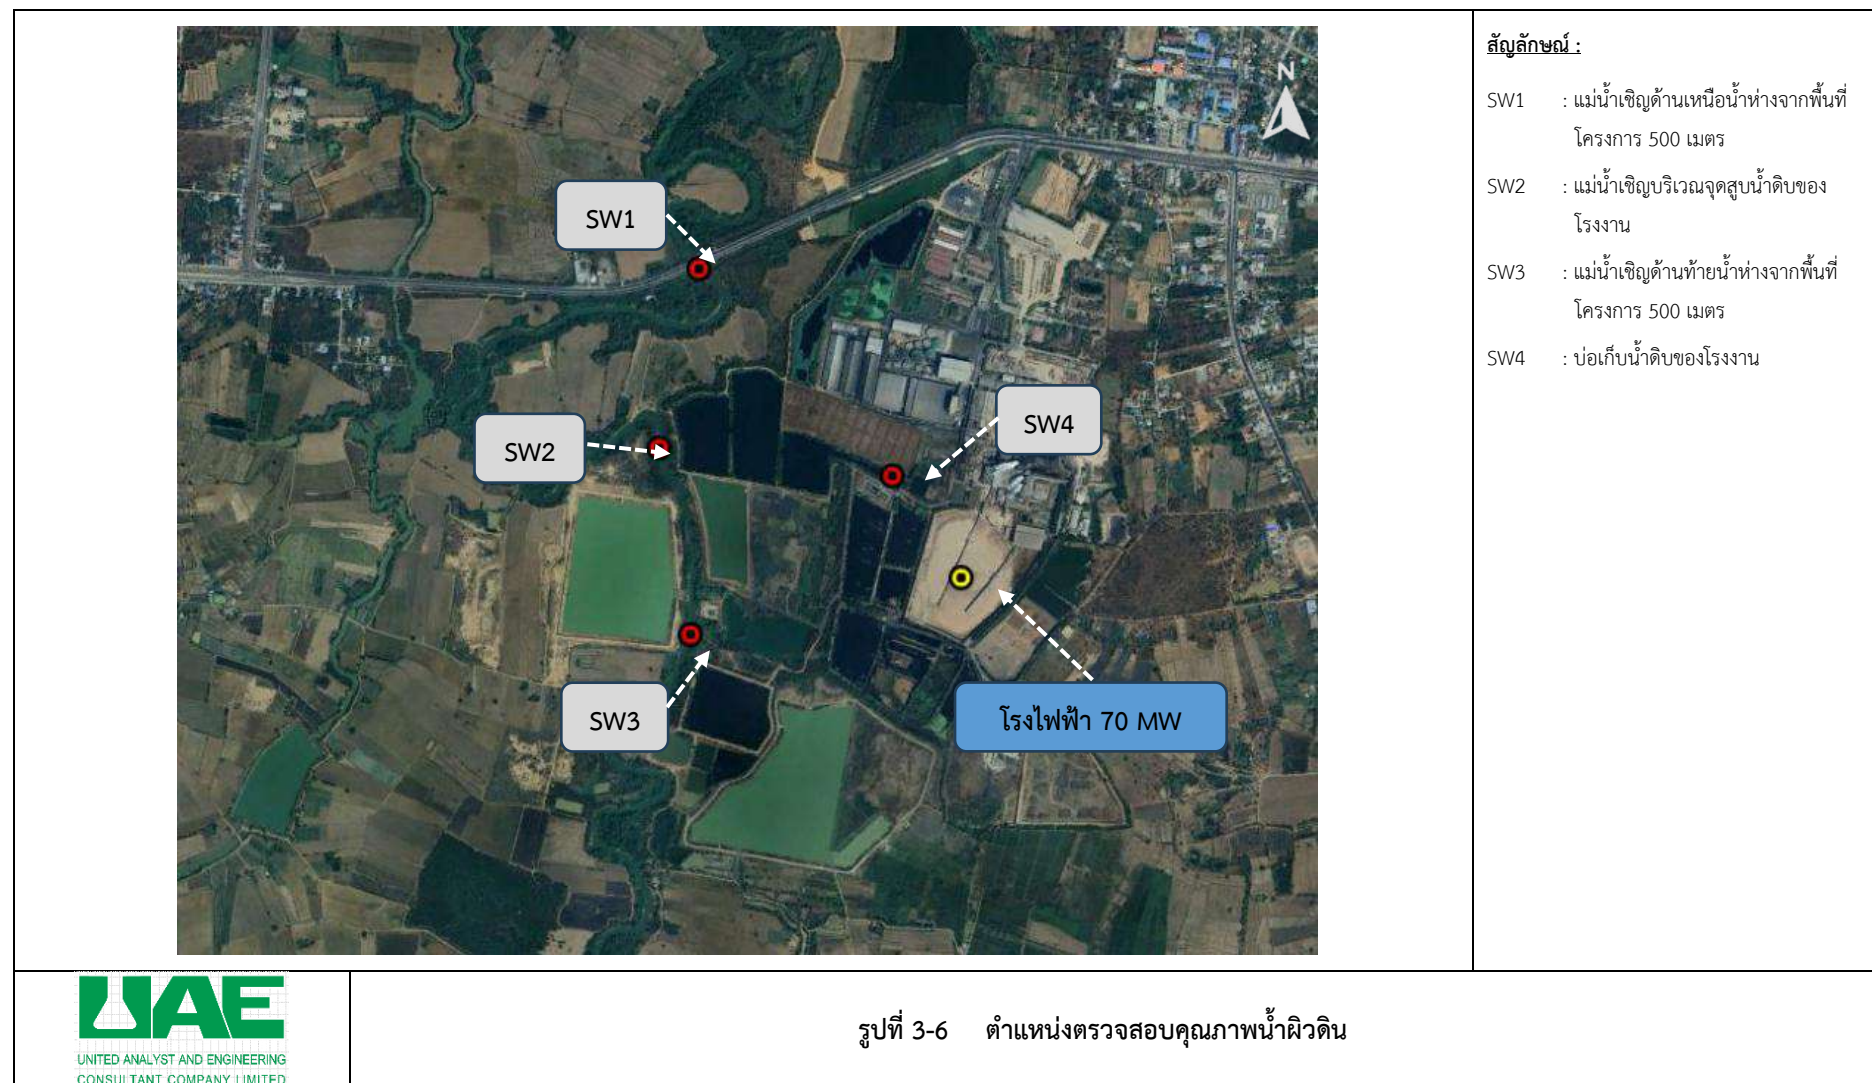 N
SW1
SW2
SW3
SW4
โรงไฟฟ้า 70 MW
สัญลักษณ์ :
SW1 : แม่น้ำเชิญด้านเหนือน้ำห่างจากพื้นที่
โครงการ 500 เมตร
SW2 : แม่น้ำเชิญบริเวณจุดสูบน้ำดิบของ
โรงงาน
SW3 : แม่น้ำเชิญด้านท้ายน้ำห่างจากพื้นที่
โครงการ 500 เมตร
SW4 : บ่อเก็บน้ำดิบของโรงงาน
UAE
UNITED ANALYST AND ENGINEERING
CONSULTANT COMPANY LIMITED
รูปที่ 3-6 ตำแหน่งตรวจสอบคุณภาพน้ำผิวดิน